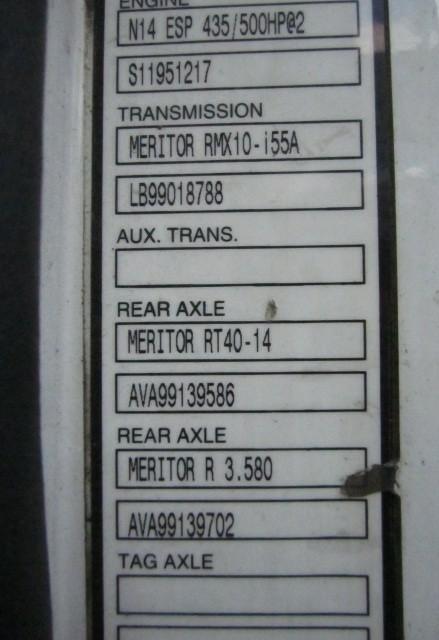 ENGINE
N14 ESP 435/500HP@2
S11951217
TRANSMISSION
MERITOR RMX10-i55A
LB99018788
AUX. TRANS.
REAR AXLE
MERITOR RT40-14
AVA99139586
REAR AXLE
MERITOR R 3.580
AVA99139702
TAG AXLE